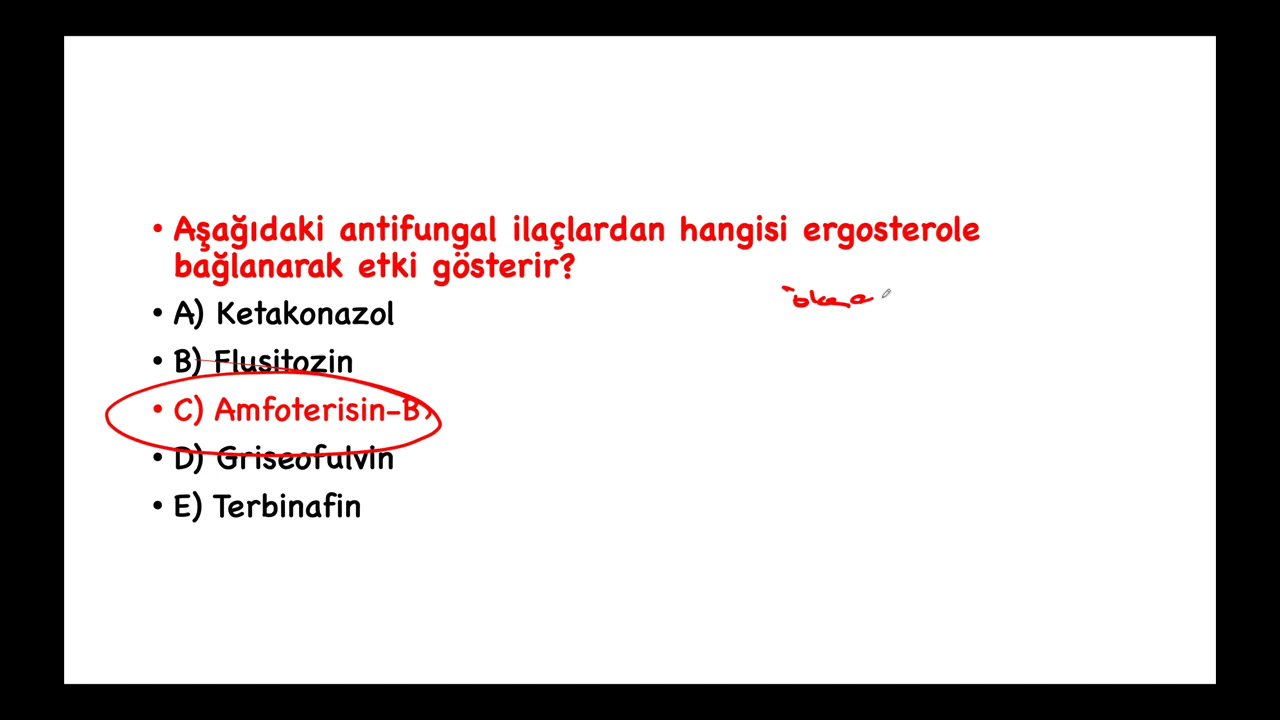 • Aşağıdaki antifungal ilaçlardan hangisi ergosterole
bağlanarak etki gösterir?
• A) Ketakonazol
• B) Flusitozin
• C) Amfoterisin-B
• D) Griseofulvin
• E) Terbinafin